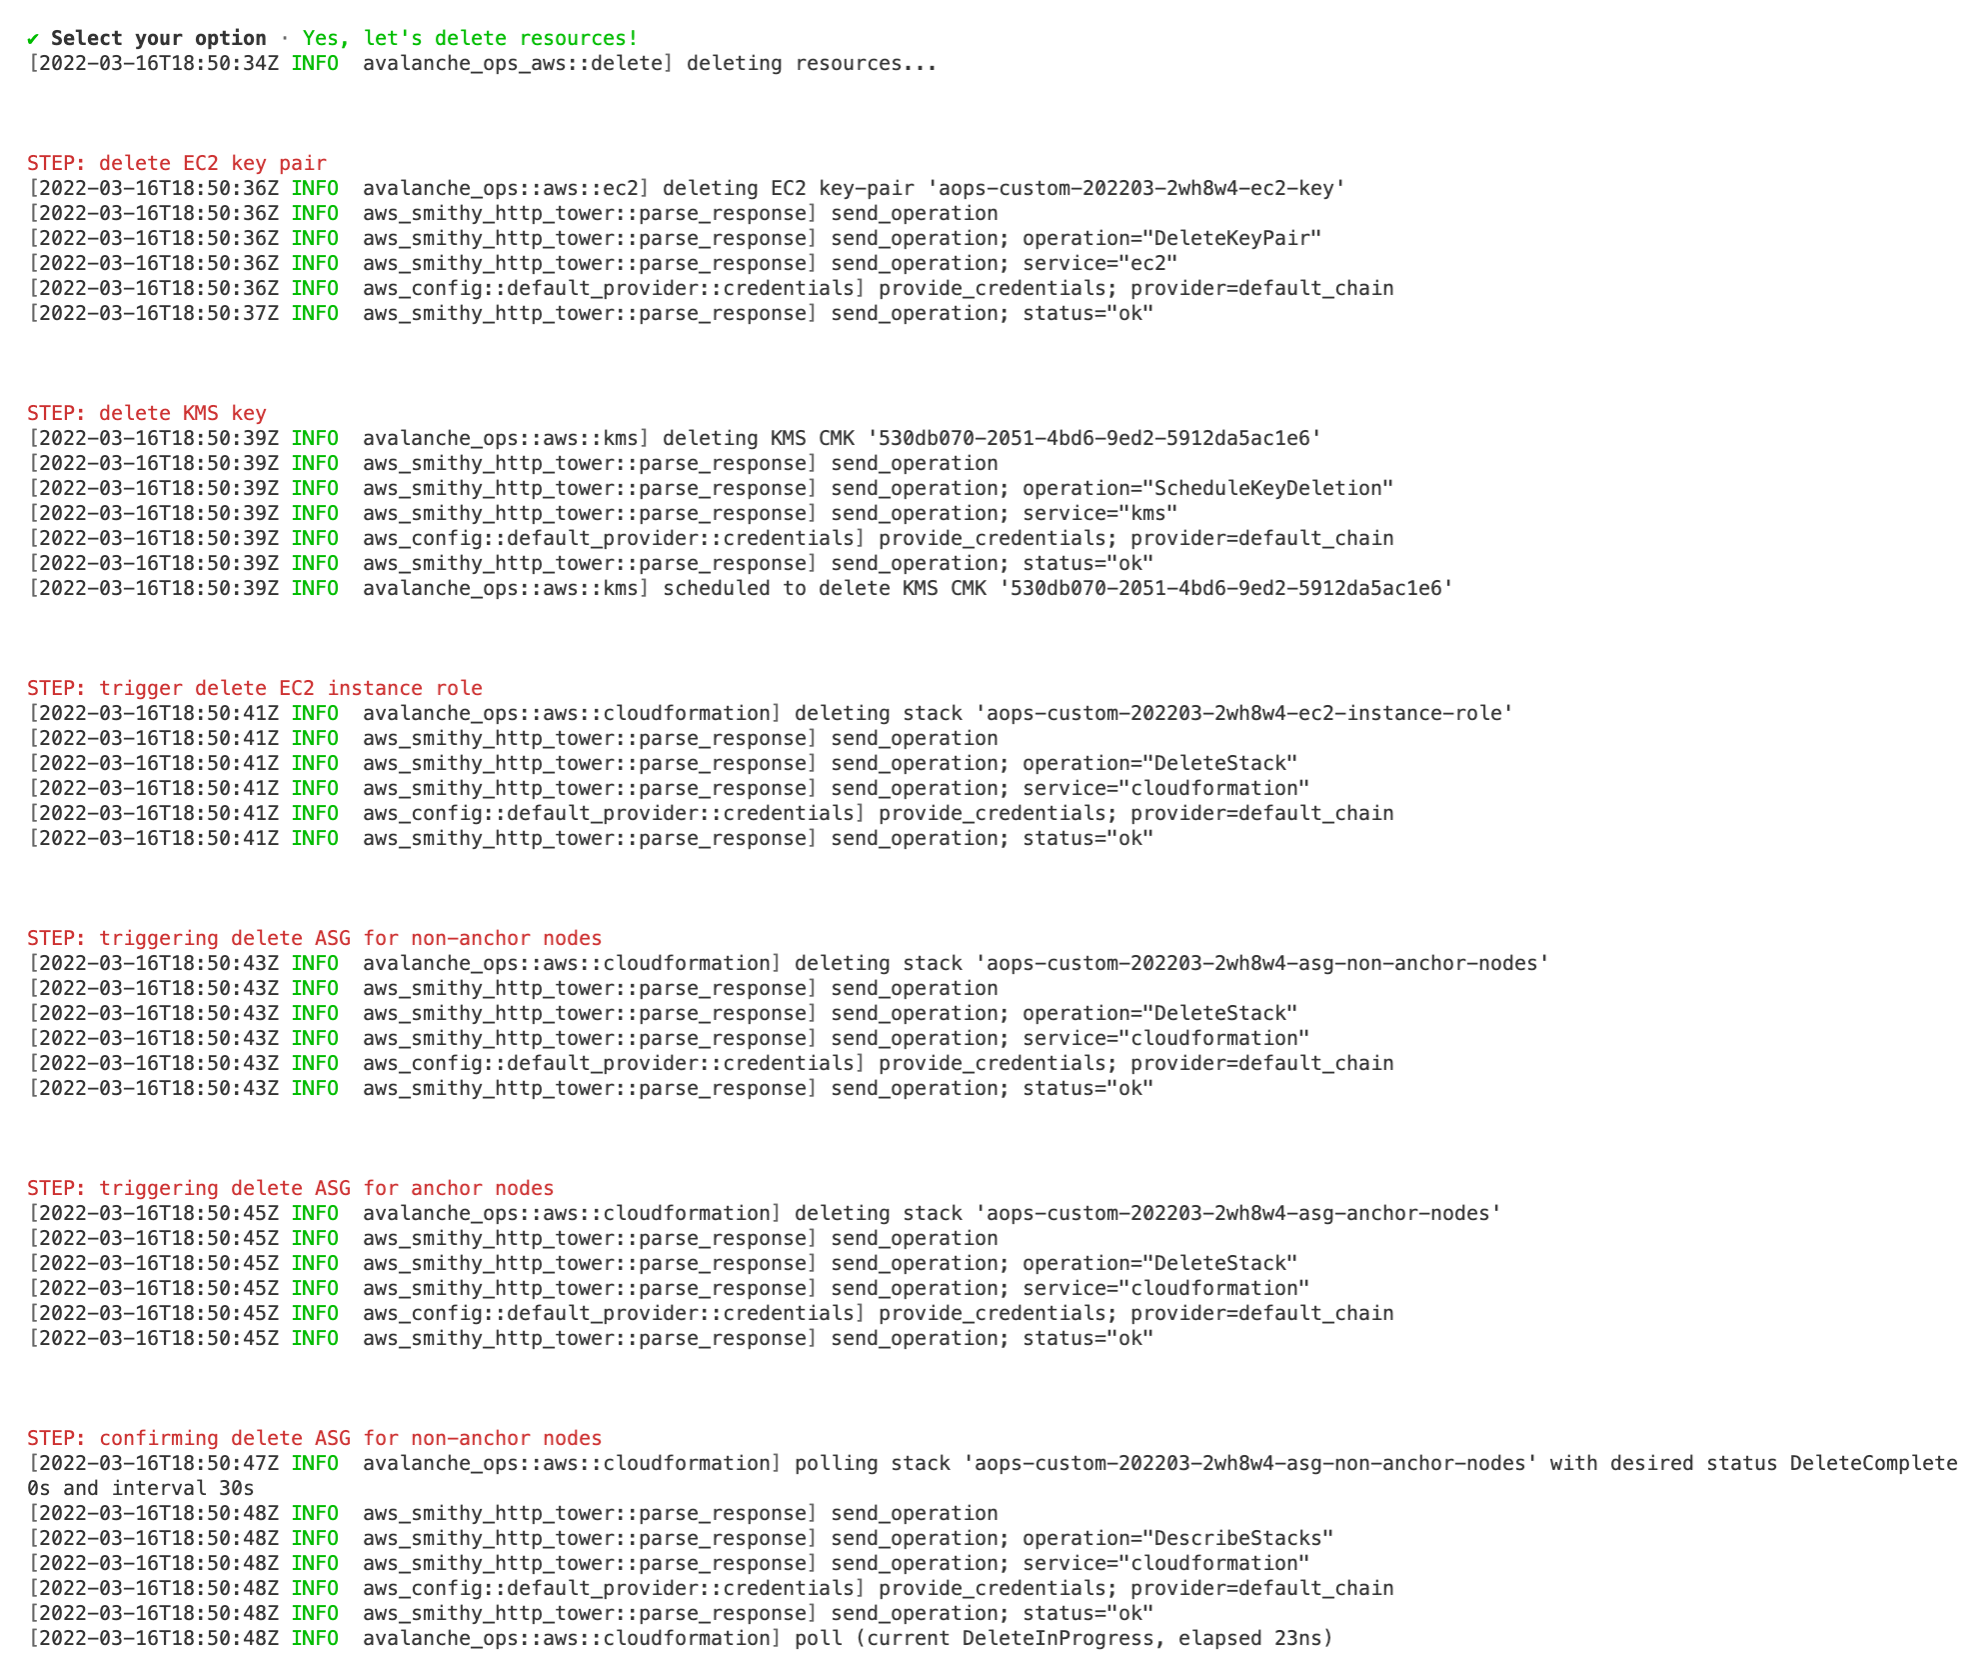 ✔ Select your option · Yes, let's delete resources!
[2022-03-16T18:50:34Z INFO  avalanche_ops_aws::delete] deleting resources...
STEP: delete EC2 key pair
[2022-03-16T18:50:36Z INFO  avalanche_ops::aws::ec2] deleting EC2 key-pair 'aops-custom-202203-2wh8w4-ec2-key'
[2022-03-16T18:50:36Z INFO  aws_smithy_http_tower::parse_response] send_operation
[2022-03-16T18:50:36Z INFO  aws_smithy_http_tower::parse_response] send_operation; operation="DeleteKeyPair"
[2022-03-16T18:50:36Z INFO  aws_smithy_http_tower::parse_response] send_operation; service="ec2"
[2022-03-16T18:50:36Z INFO  aws_config::default_provider::credentials] provide_credentials; provider=default_chain
[2022-03-16T18:50:37Z INFO  aws_smithy_http_tower::parse_response] send_operation; status="ok"
STEP: delete KMS key
[2022-03-16T18:50:39Z INFO  avalanche_ops::aws::kms] deleting KMS CMK '530db070-2051-4bd6-9ed2-5912da5ac1e6'
[2022-03-16T18:50:39Z INFO  aws_smithy_http_tower::parse_response] send_operation
[2022-03-16T18:50:39Z INFO  aws_smithy_http_tower::parse_response] send_operation; operation="ScheduleKeyDeletion"
[2022-03-16T18:50:39Z INFO  aws_smithy_http_tower::parse_response] send_operation; service="kms"
[2022-03-16T18:50:39Z INFO  aws_config::default_provider::credentials] provide_credentials; provider=default_chain
[2022-03-16T18:50:39Z INFO  aws_smithy_http_tower::parse_response] send_operation; status="ok"
[2022-03-16T18:50:39Z INFO  avalanche_ops::aws::kms] scheduled to delete KMS CMK '530db070-2051-4bd6-9ed2-5912da5ac1e6'
STEP: trigger delete EC2 instance role
[2022-03-16T18:50:41Z INFO  avalanche_ops::aws::cloudformation] deleting stack 'aops-custom-202203-2wh8w4-ec2-instance-role'
[2022-03-16T18:50:41Z INFO  aws_smithy_http_tower::parse_response] send_operation
[2022-03-16T18:50:41Z INFO  aws_smithy_http_tower::parse_response] send_operation; operation="DeleteStack"
[2022-03-16T18:50:41Z INFO  aws_smithy_http_tower::parse_response] send_operation; service="cloudformation"
[2022-03-16T18:50:41Z INFO  aws_config::default_provider::credentials] provide_credentials; provider=default_chain
[2022-03-16T18:50:41Z INFO  aws_smithy_http_tower::parse_response] send_operation; status="ok"
STEP: triggering delete ASG for non-anchor nodes
[2022-03-16T18:50:43Z INFO  avalanche_ops::aws::cloudformation] deleting stack 'aops-custom-202203-2wh8w4-asg-non-anchor-nodes'
[2022-03-16T18:50:43Z INFO  aws_smithy_http_tower::parse_response] send_operation
[2022-03-16T18:50:43Z INFO  aws_smithy_http_tower::parse_response] send_operation; operation="DeleteStack"
[2022-03-16T18:50:43Z INFO  aws_smithy_http_tower::parse_response] send_operation; service="cloudformation"
[2022-03-16T18:50:43Z INFO  aws_config::default_provider::credentials] provide_credentials; provider=default_chain
[2022-03-16T18:50:43Z INFO  aws_smithy_http_tower::parse_response] send_operation; status="ok"
STEP: triggering delete ASG for anchor nodes
[2022-03-16T18:50:45Z INFO  avalanche_ops::aws::cloudformation] deleting stack 'aops-custom-202203-2wh8w4-asg-anchor-nodes'
[2022-03-16T18:50:45Z INFO  aws_smithy_http_tower::parse_response] send_operation
[2022-03-16T18:50:45Z INFO  aws_smithy_http_tower::parse_response] send_operation; operation="DeleteStack"
[2022-03-16T18:50:45Z INFO  aws_smithy_http_tower::parse_response] send_operation; service="cloudformation"
[2022-03-16T18:50:45Z INFO  aws_config::default_provider::credentials] provide_credentials; provider=default_chain
[2022-03-16T18:50:45Z INFO  aws_smithy_http_tower::parse_response] send_operation; status="ok"
STEP: confirming delete ASG for non-anchor nodes
[2022-03-16T18:50:47Z INFO  avalanche_ops::aws::cloudformation] polling stack 'aops-custom-202203-2wh8w4-asg-non-anchor-nodes' with desired status DeleteComplete
0s and interval 30s
[2022-03-16T18:50:48Z INFO  aws_smithy_http_tower::parse_response] send_operation
[2022-03-16T18:50:48Z INFO  aws_smithy_http_tower::parse_response] send_operation; operation="DescribeStacks"
[2022-03-16T18:50:48Z INFO  aws_smithy_http_tower::parse_response] send_operation; service="cloudformation"
[2022-03-16T18:50:48Z INFO  aws_config::default_provider::credentials] provide_credentials; provider=default_chain
[2022-03-16T18:50:48Z INFO  aws_smithy_http_tower::parse_response] send_operation; status="ok"
[2022-03-16T18:50:48Z INFO  avalanche_ops::aws::cloudformation] poll (current DeleteInProgress, elapsed 23ns)